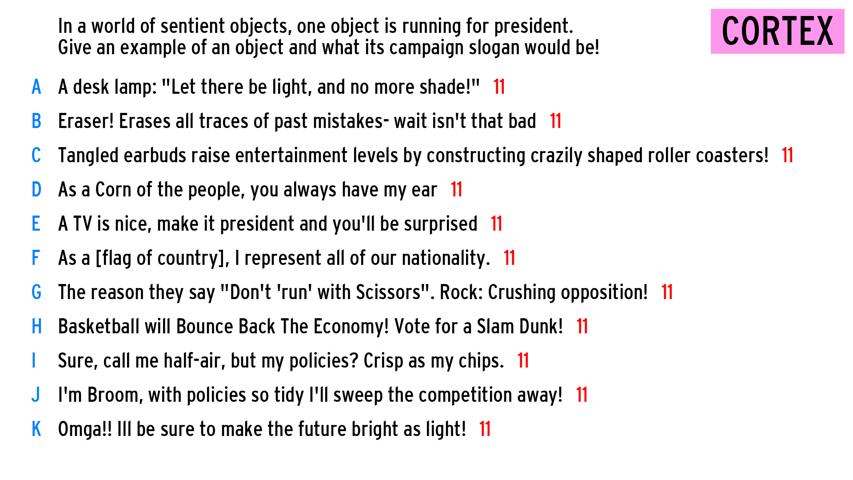 In a world of sentient objects, one object is running for president.
Give an example of an object and what its campaign slogan would be!
CORTEX
A A desk lamp: "Let there be light, and no more shade!" 11
B Eraser! Erases all traces of past mistakes- wait isn't that bad 11
C Tangled earbuds raise entertainment levels by constructing crazily shaped roller coasters! 11
D As a Corn of the people, you always have my ear 11
E A TV is nice, make it president and you'll be surprised 11
F As a [flag of country], I represent all of our nationality. 11
G The reason they say "Don't 'run' with Scissors". Rock: Crushing opposition! 11
H Basketball will Bounce Back The Economy! Vote for a Slam Dunk! 11
I Sure, call me half-air, but my policies? Crisp as my chips. 11
J I'm Broom, with policies so tidy I'll sweep the competition away! 11
K Omga!! Ill be sure to make the future bright as light! 11